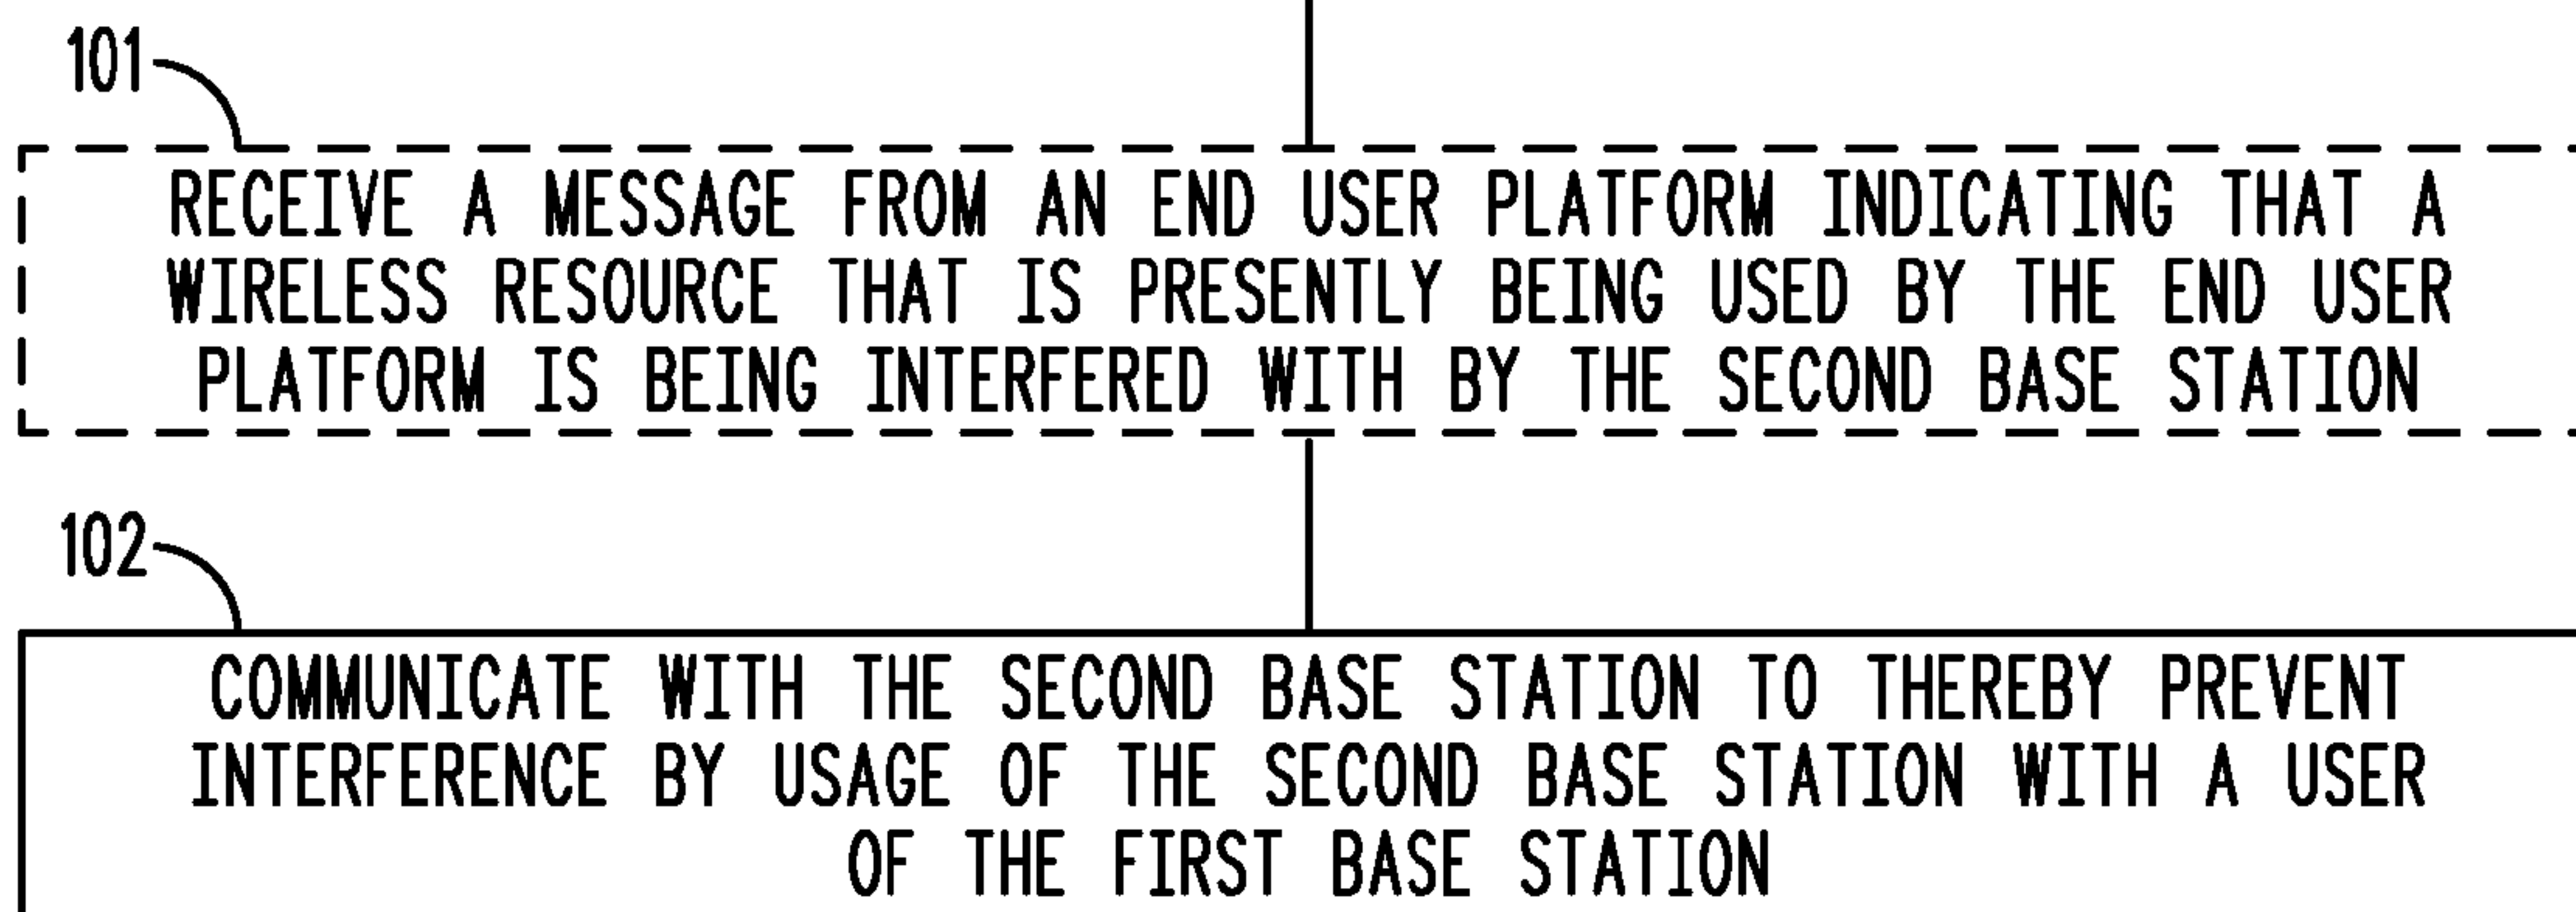 101
RECEIVE A MESSAGE FROM AN END USER PLATFORM INDICATING THAT A
WIRELESS RESOURCE THAT IS PRESENTLY BEING USED BY THE END USER
PLATFORM IS BEING INTERFERED WITH BY THE SECOND BASE STATION
102
COMMUNICATE WITH THE SECOND BASE STATION TO THEREBY PREVENT
INTERFERENCE BY USAGE OF THE SECOND BASE STATION WITH A USER
OF THE FIRST BASE STATION